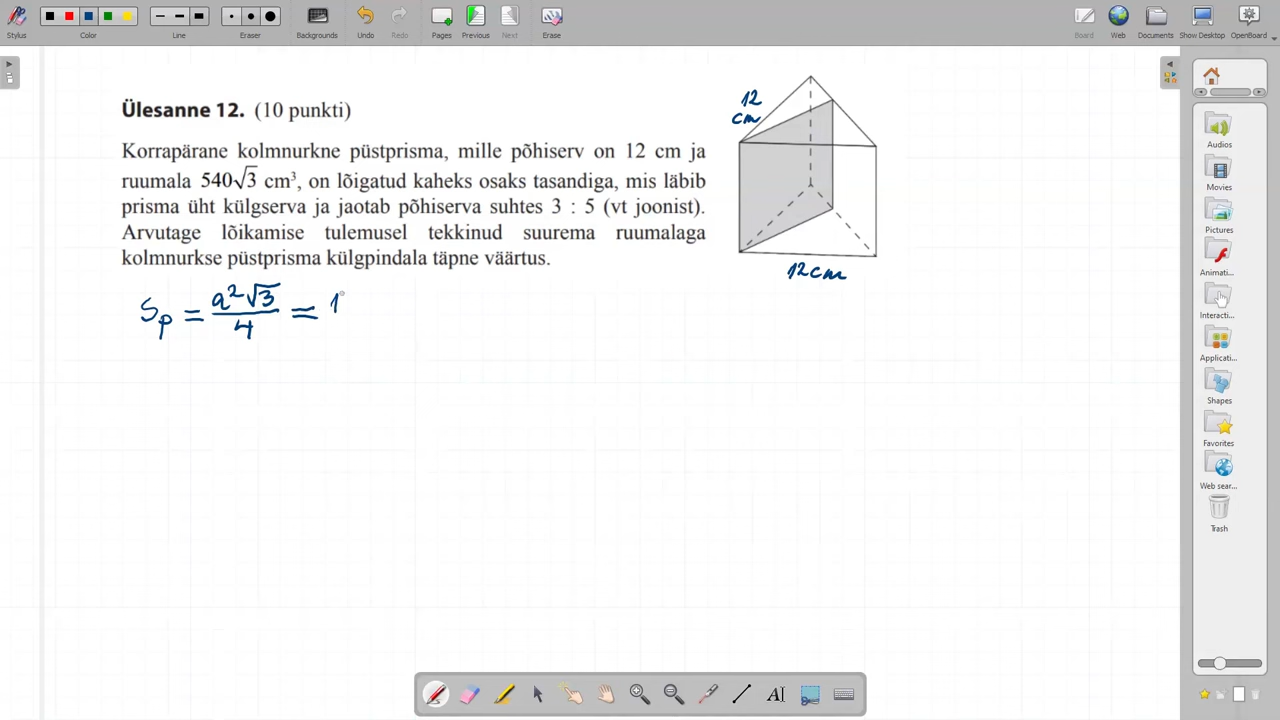 Stylus
Color
Line
Eraser
Backgrounds
Undo
Redo
Pages
Previous
Next
Erase
Board
Web
Documents
Show Desktop
OpenBoard
Ülesanne 12. (10 punkti)
Korrapärane kolmnurkne püstprisma, mille põhiserv on 12 cm ja
ruumala 540√3 cm³, on lõigatud kaheks osaks tasandiga, mis läbib
prisma üht külgserva ja jaotab põhiserva suhtes 3 : 5 (vt joonist).
Arvutage lõikamise tulemusel tekkinud suurema ruumalaga
kolmnurkse püstprisma külgpindala täpne väärtus.
12
cm
12cm
Sp = a²√3/4 = 1
Audios
Movies
Pictures
Animati...
Interacti...
Applicati...
Shapes
Favorites
Web sear...
Trash